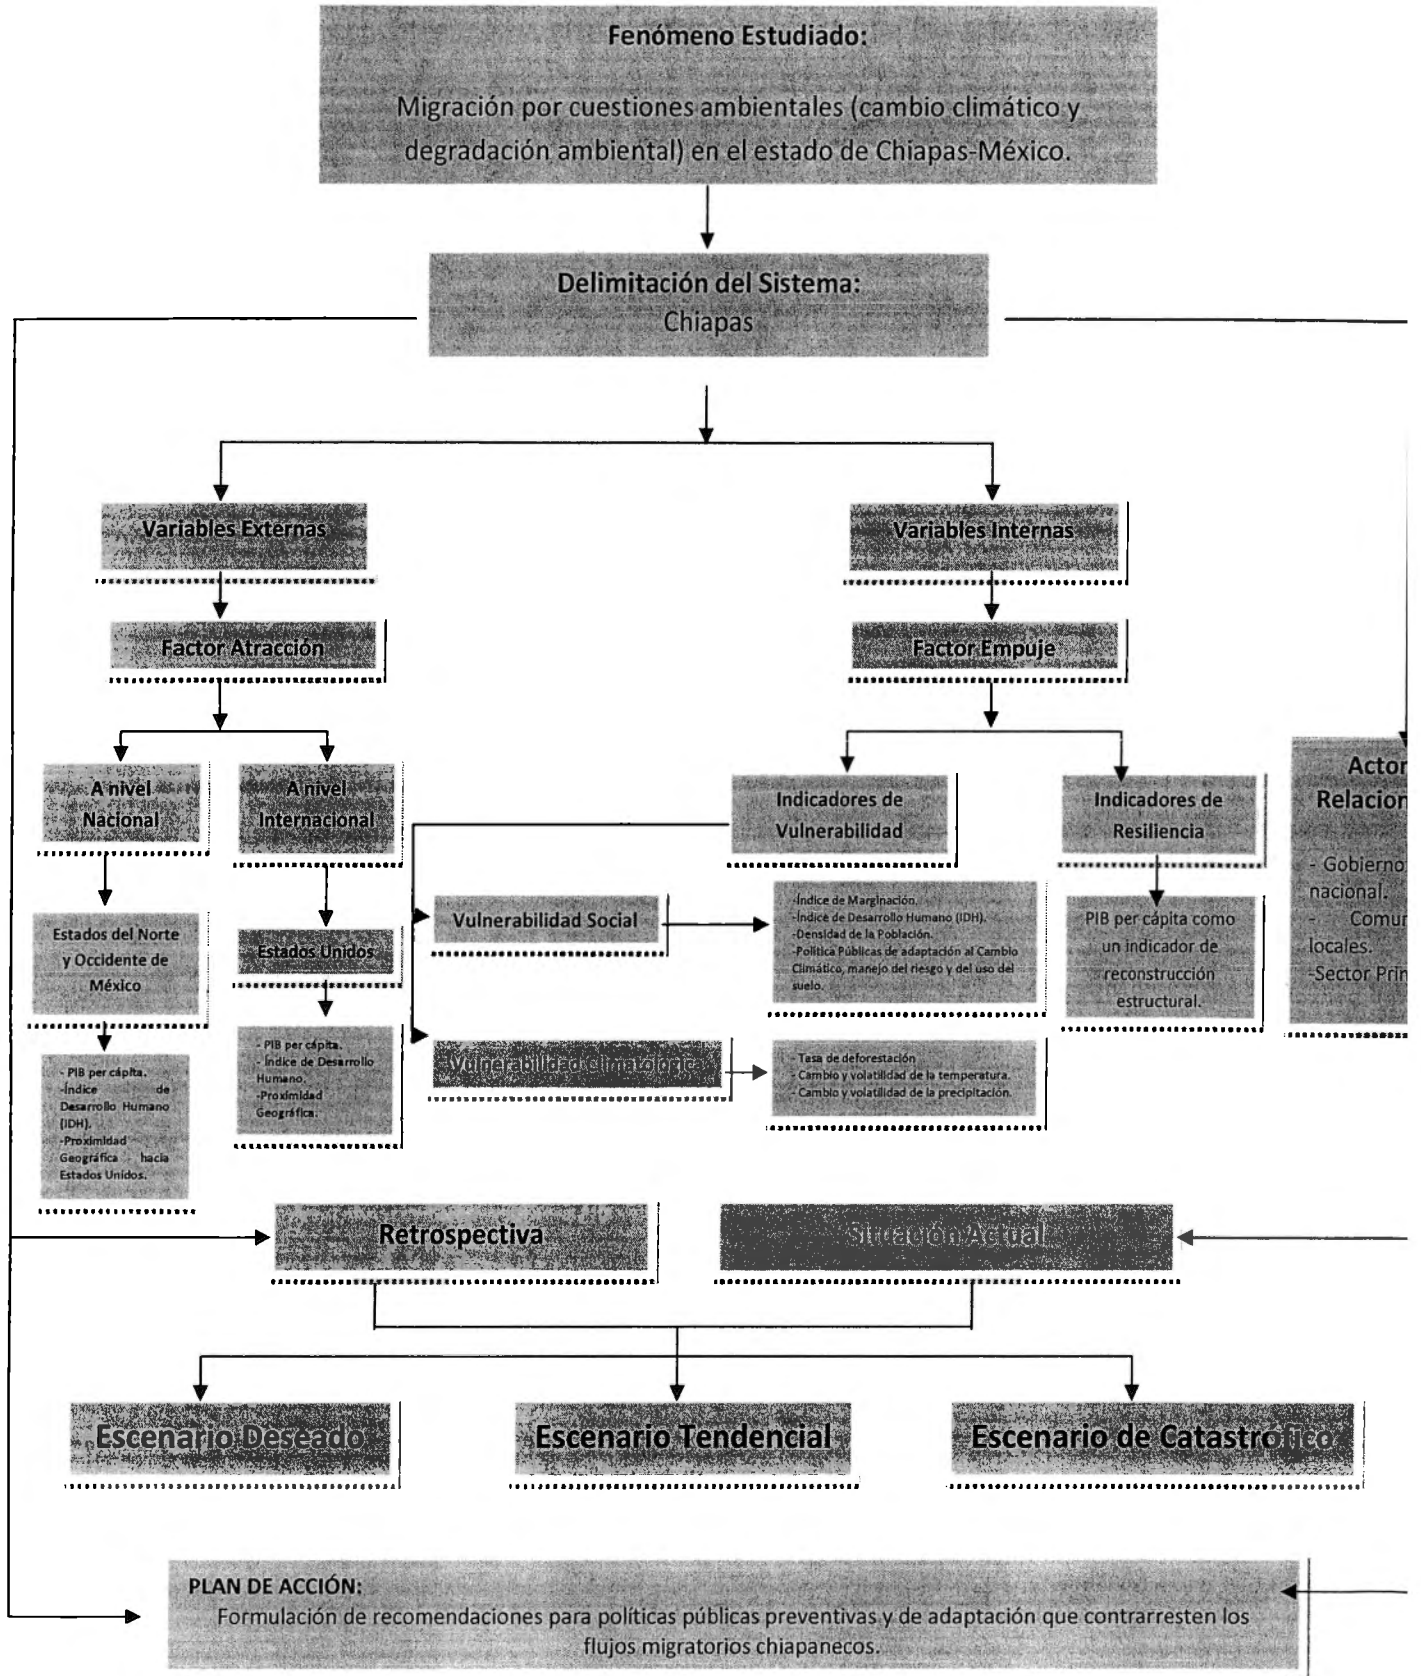 Fenómeno Estudiado:
Migración por cuestiones ambientales (cambio climático y
degradación ambiental) en el estado de Chiapas-México.
Delimitación del Sistema:
Chiapas
Variables Externas
Variables Internas
Factor Atracción
Factor Empuje
A nivel
Nacional
A nivel
Internacional
Indicadores de
Vulnerabilidad
Indicadores de
Resiliencia
Actor
Relacion
- Gobierno
nacional.
- Comun
locales.
-Sector Prin
Estados del Norte
y Occidente de
México
Estados Unidos
Vulnerabilidad Social
-Índice de Marginación.
-Índice de Desarrollo Humano (IDH).
-Densidad de la Población.
-Política Públicas de adaptación al Cambio
Climático, manejo del riesgo y del uso del
suelo.
PIB per cápita como
un indicador de
reconstrucción
estructural.
- PIB per cápita.
-Índice de
Desarrollo Humano
(IDH).
-Proximidad
Geográfica hacia
Estados Unidos.
- PIB per cápita.
- Índice de Desarrollo
Humano.
-Proximidad
Geográfica.
Vulnerabilidad Climatológica
- Tasa de deforestación
- Cambio y volatilidad de la temperatura.
- Cambio y volatilidad de la precipitación.
Retrospectiva
Situación Actual
Escenario Deseado
Escenario Tendencial
Escenario de Catastrófico
PLAN DE ACCIÓN:
Formulación de recomendaciones para políticas públicas preventivas y de adaptación que contrarresten los
flujos migratorios chiapanecos.